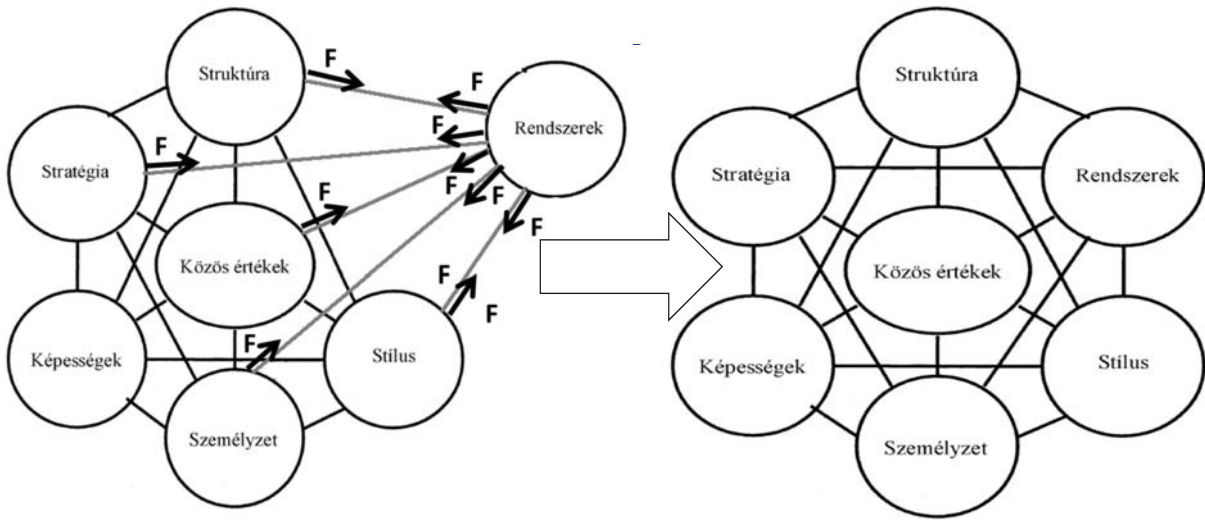 Struktúra
F
F
Rendszerek
F
Stratégia
F
F
F
F
F
Közös értékek
F
F
F
Képességek
Stílus
Személyzet
Struktúra
Stratégia
Rendszerek
Közös értékek
Képességek
Stílus
Személyzet